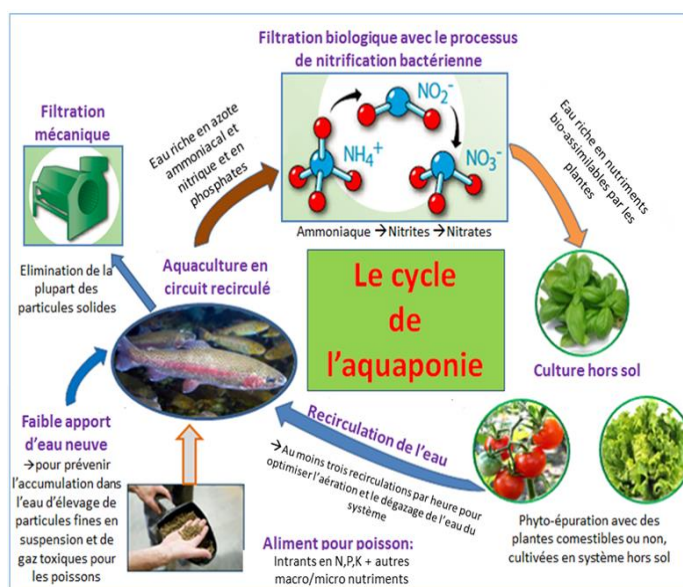 Filtration biologique avec le processus
de nitrification bactérienne
Filtration
mécanique
Eau riche en azote
ammoniacal et
nitrique et en
phosphates
NO₂⁻
NH₄⁺
NO₃⁻
Ammoniaque →Nitrites →Nitrates
Eau riche en nutriments
bio-assimilables par les
plantes
Elimination de la
plupart des
particules solides
Aquaculture en
circuit recirculé
Le cycle
de
l'aquaponie
Culture hors sol
Faible apport
d'eau neuve
→pour prévenir
l'accumulation dans
l'eau d'élevage de
particules fines en
suspension et de
gaz toxiques pour
les poissons
Recirculation de l'eau
→Au moins trois recirculations par heure pour
optimiser l'aération et le dégazage de l'eau du
système
Aliment pour poisson:
Intrants en N,P,K + autres
macro/micro nutriments
Phyto-épuration avec des
plantes comestibles ou non,
cultivées en système hors sol